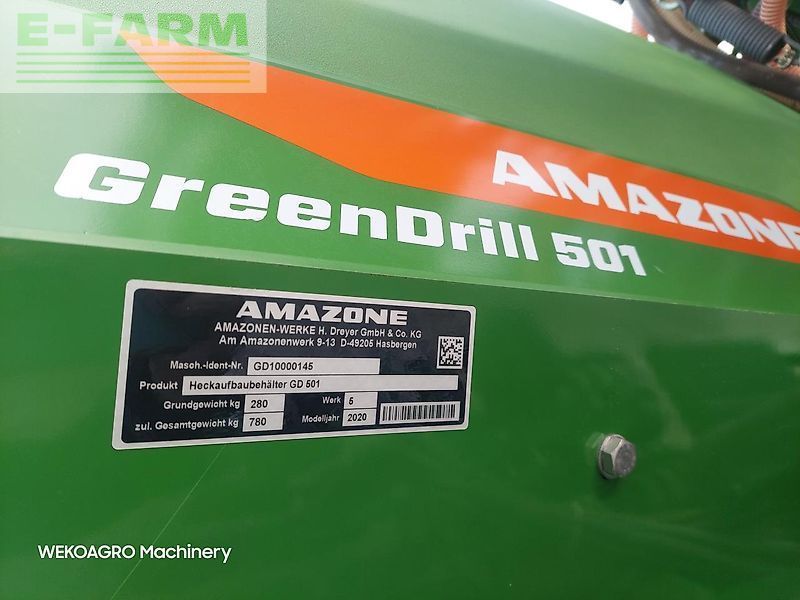 E-FARM
AMAZONE
GreenDrill 501
AMAZONE
AMAZONEN-WERKE H. Dreyer GmbH & Co. KG
Am Amazonenwerk 9-13 D-49205 Hasbergen
Masch.-Ident-Nr. GD10000145
Produkt Heckaufbaubehälter GD 501
Grundgewicht kg 280 Werk 5
zul. Gesamtgewicht kg 780 Modelljahr 2020
WEKOAGRO Machinery